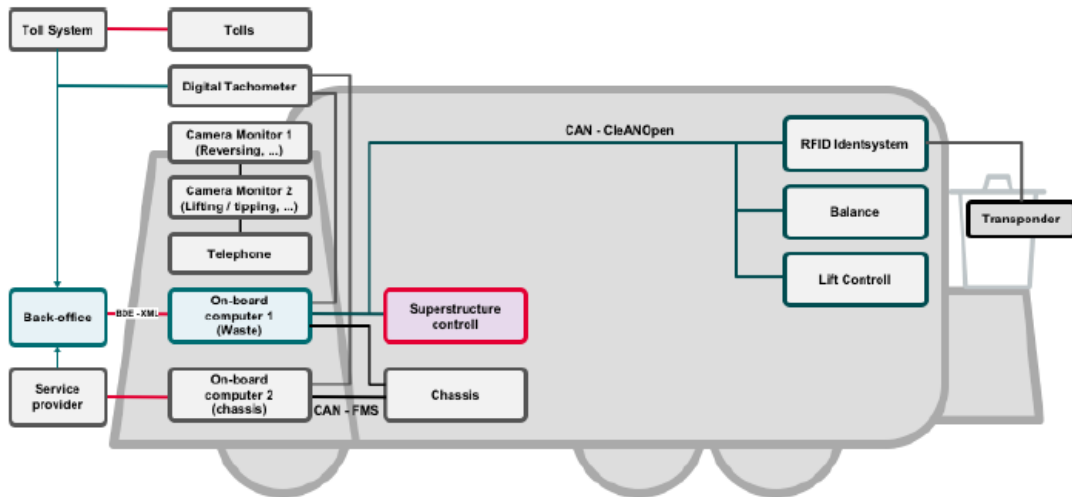 Toll System
Tolls
Digital Tachometer
Camera Monitor 1
(Reversing, ...)
CAN - CleANOpen
RFID Identsystem
Camera Monitor 2
(Lifting / tipping, ...)
Balance
Transponder
Telephone
Lift Controll
Back-office
BDE - XML
On-board
computer 1
(Waste)
Superstructure
controll
Service
provider
On-board
computer 2
(chassis)
CAN - FMS
Chassis